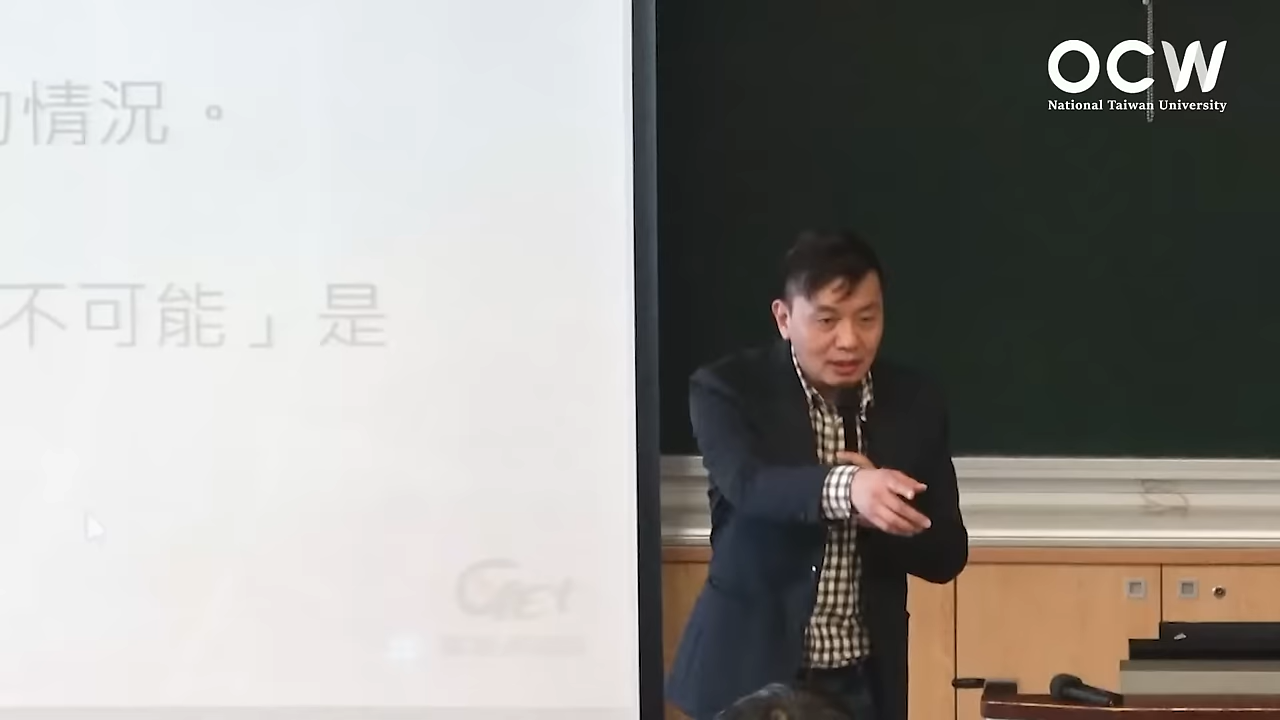 情況。
不可能」是
OCW
National Taiwan University